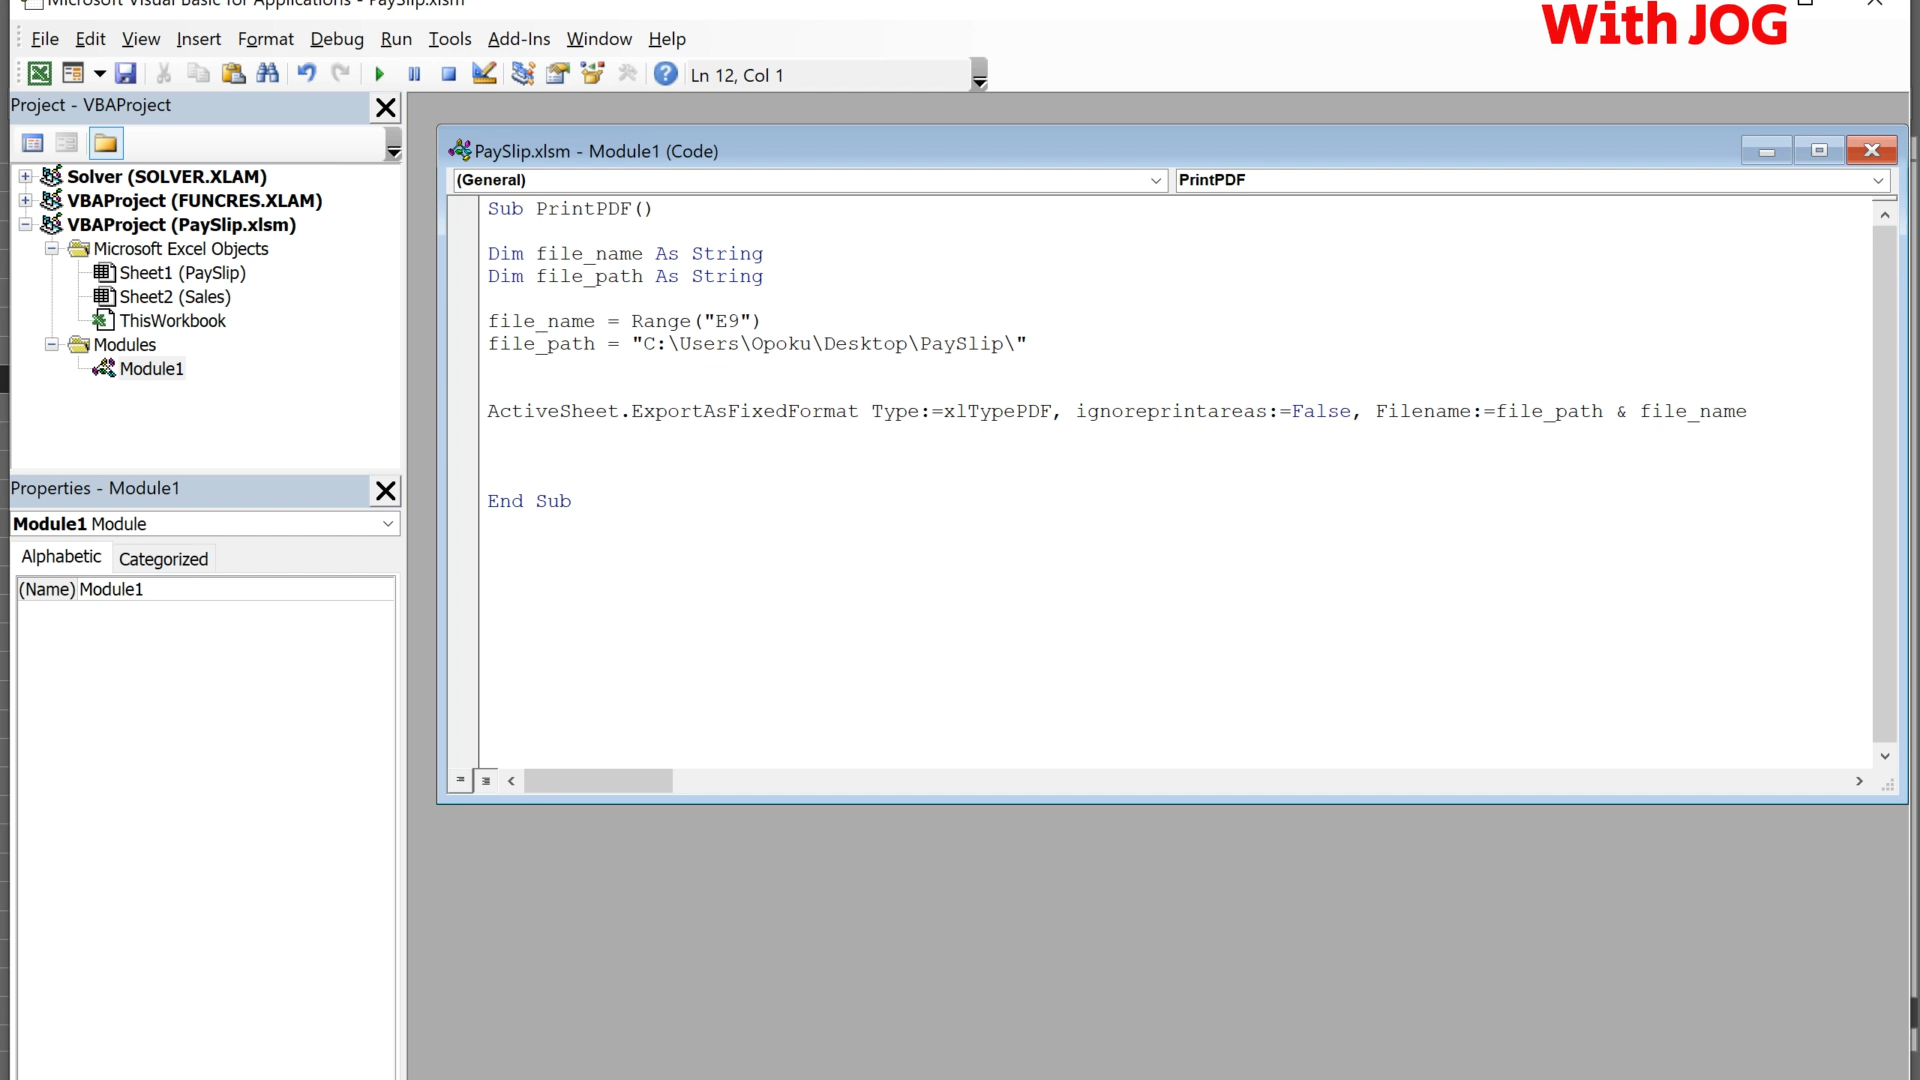 Microsoft Visual Basic for Applications - PaySlip.xlsm
With JOG
File Edit View Insert Format Debug Run Tools Add-Ins Window Help
Ln 12, Col 1
Project - VBAProject
Solver (SOLVER.XLAM)
VBAProject (FUNCRES.XLAM)
VBAProject (PaySlip.xlsm)
Microsoft Excel Objects
Sheet1 (PaySlip)
Sheet2 (Sales)
ThisWorkbook
Modules
Module1
Properties - Module1
Module1 Module
Alphabetic Categorized
(Name) Module1
PaySlip.xlsm - Module1 (Code)
(General) PrintPDF
Sub PrintPDF()
Dim file_name As String
Dim file_path As String
file_name = Range("E9")
file_path = "C:\Users\Opoku\Desktop\PaySlip\"
ActiveSheet.ExportAsFixedFormat Type:=xlTypePDF, ignoreprintareas:=False, Filename:=file_path & file_name
End Sub